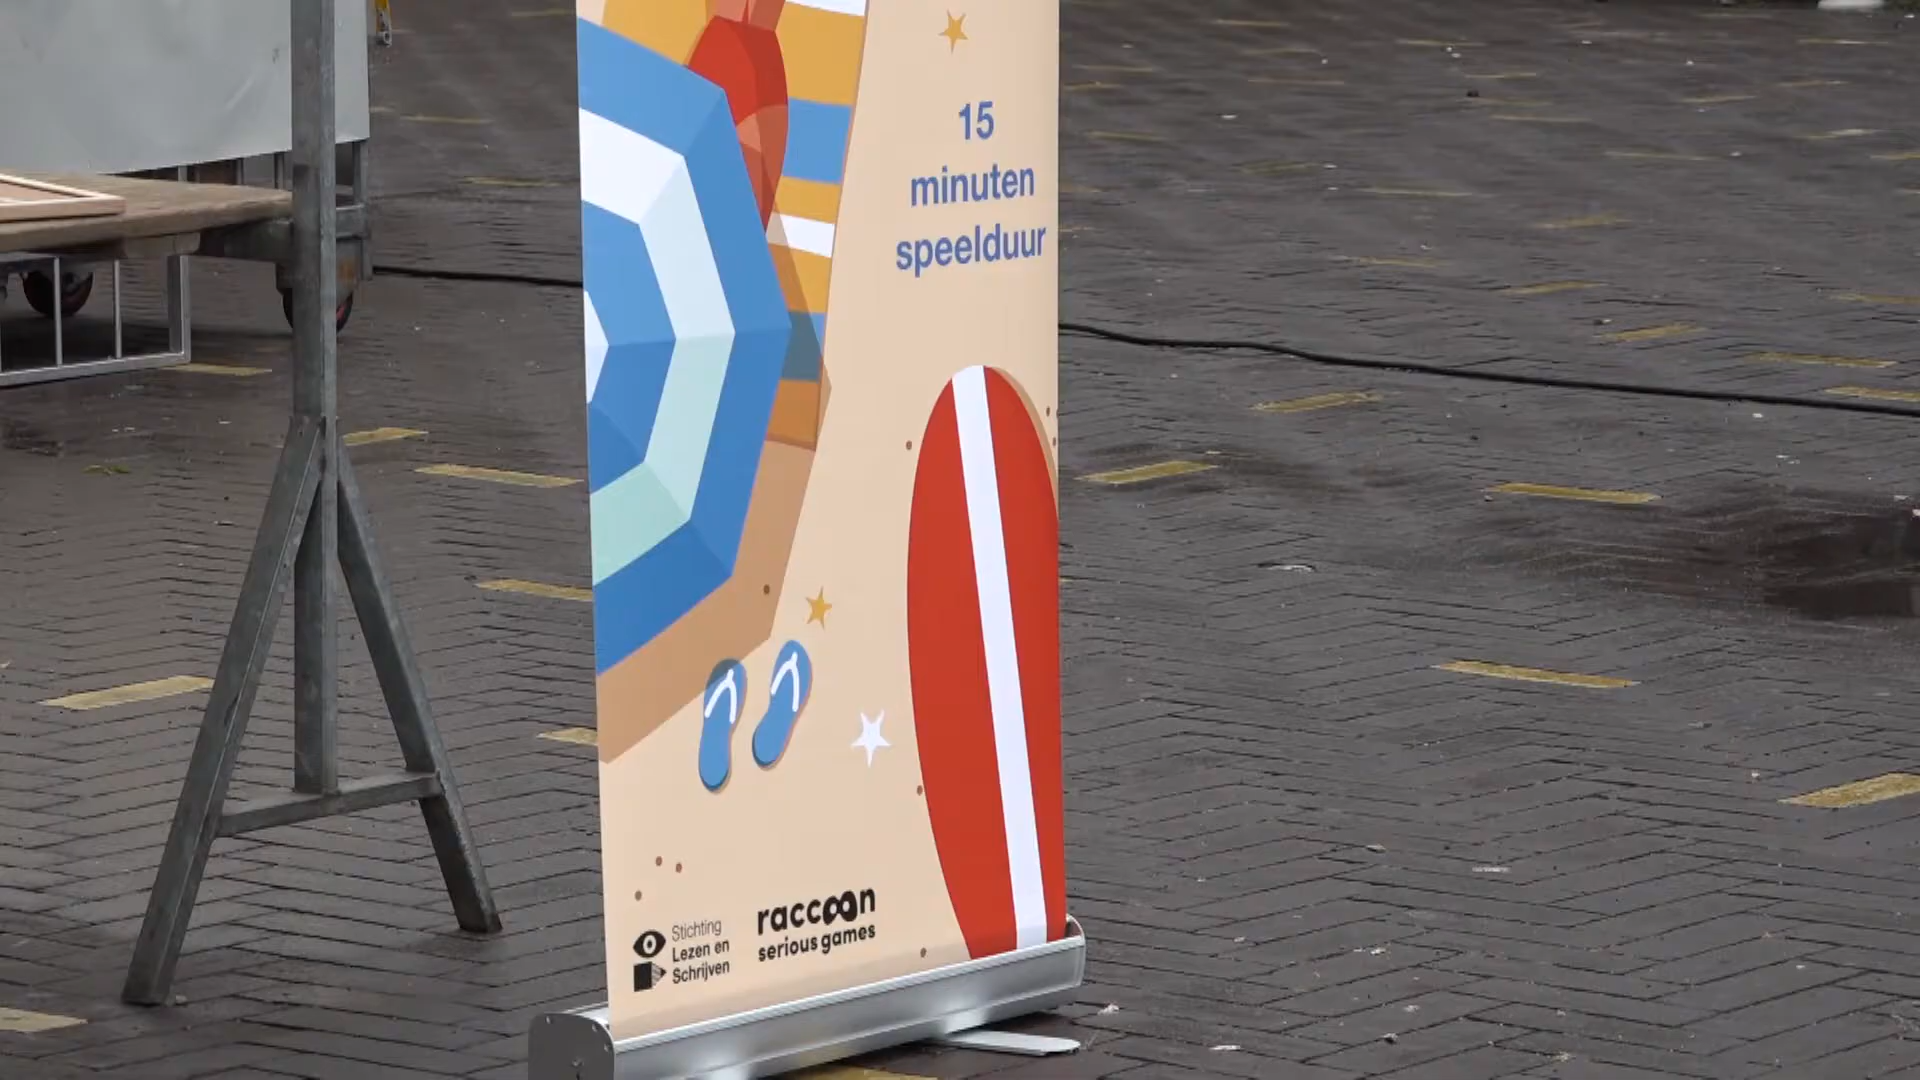 15
minuten
speelduur
Stichting
Lezen en
Schrijven
raccoon
serious games